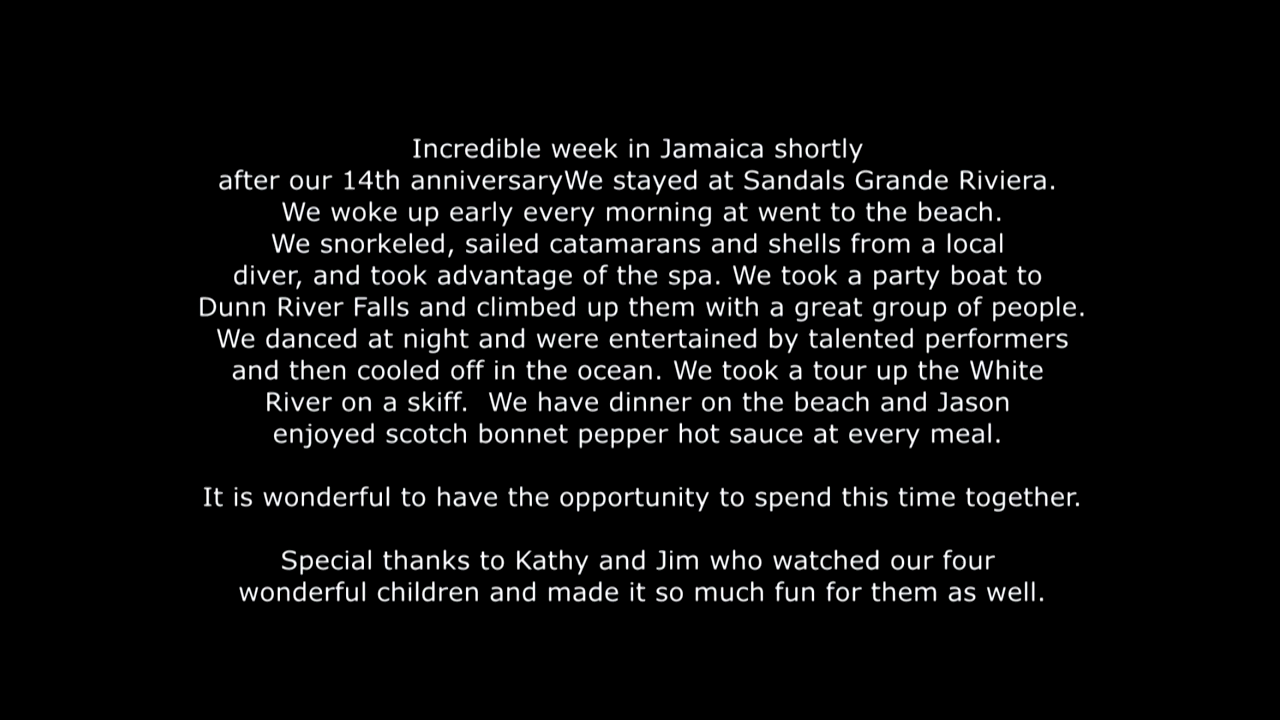 Incredible week in Jamaica shortly
after our 14th anniversaryWe stayed at Sandals Grande Riviera.
We woke up early every morning at went to the beach.
We snorkeled, sailed catamarans and shells from a local
diver, and took advantage of the spa. We took a party boat to
Dunn River Falls and climbed up them with a great group of people.
We danced at night and were entertained by talented performers
and then cooled off in the ocean. We took a tour up the White
River on a skiff.  We have dinner on the beach and Jason
enjoyed scotch bonnet pepper hot sauce at every meal.
It is wonderful to have the opportunity to spend this time together.
Special thanks to Kathy and Jim who watched our four
wonderful children and made it so much fun for them as well.